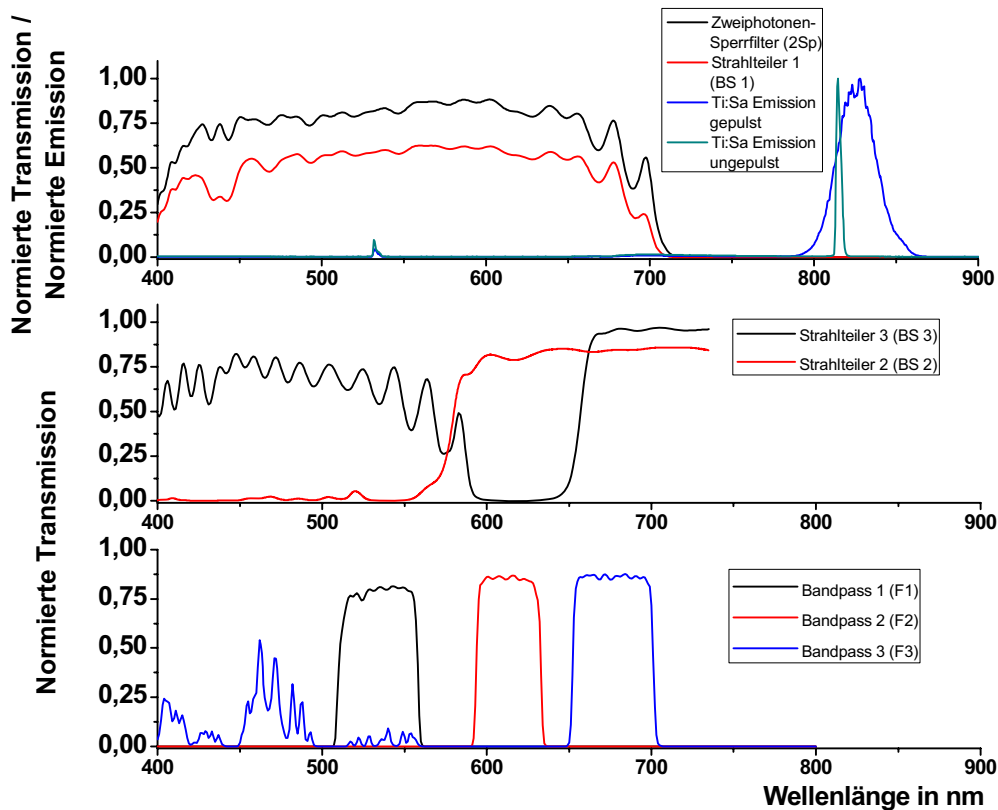 Normierte Transmission /
Normierte Emission
Zweiphotonen-
Sperrfilter (2Sp)
Strahlteiler 1
(BS 1)
Ti:Sa Emission
gepulst
Ti:Sa Emission
ungepulst
1,00
0,75
0,50
0,25
0,00
400
500
600
700
800
900
Normierte Transmission
Strahlteiler 3 (BS 3)
Strahlteiler 2 (BS 2)
1,00
0,75
0,50
0,25
0,00
400
500
600
700
800
900
Bandpass 1 (F1)
Bandpass 2 (F2)
Bandpass 3 (F3)
1,00
0,75
0,50
0,25
0,00
400
500
600
700
800
900
Wellenlänge in nm